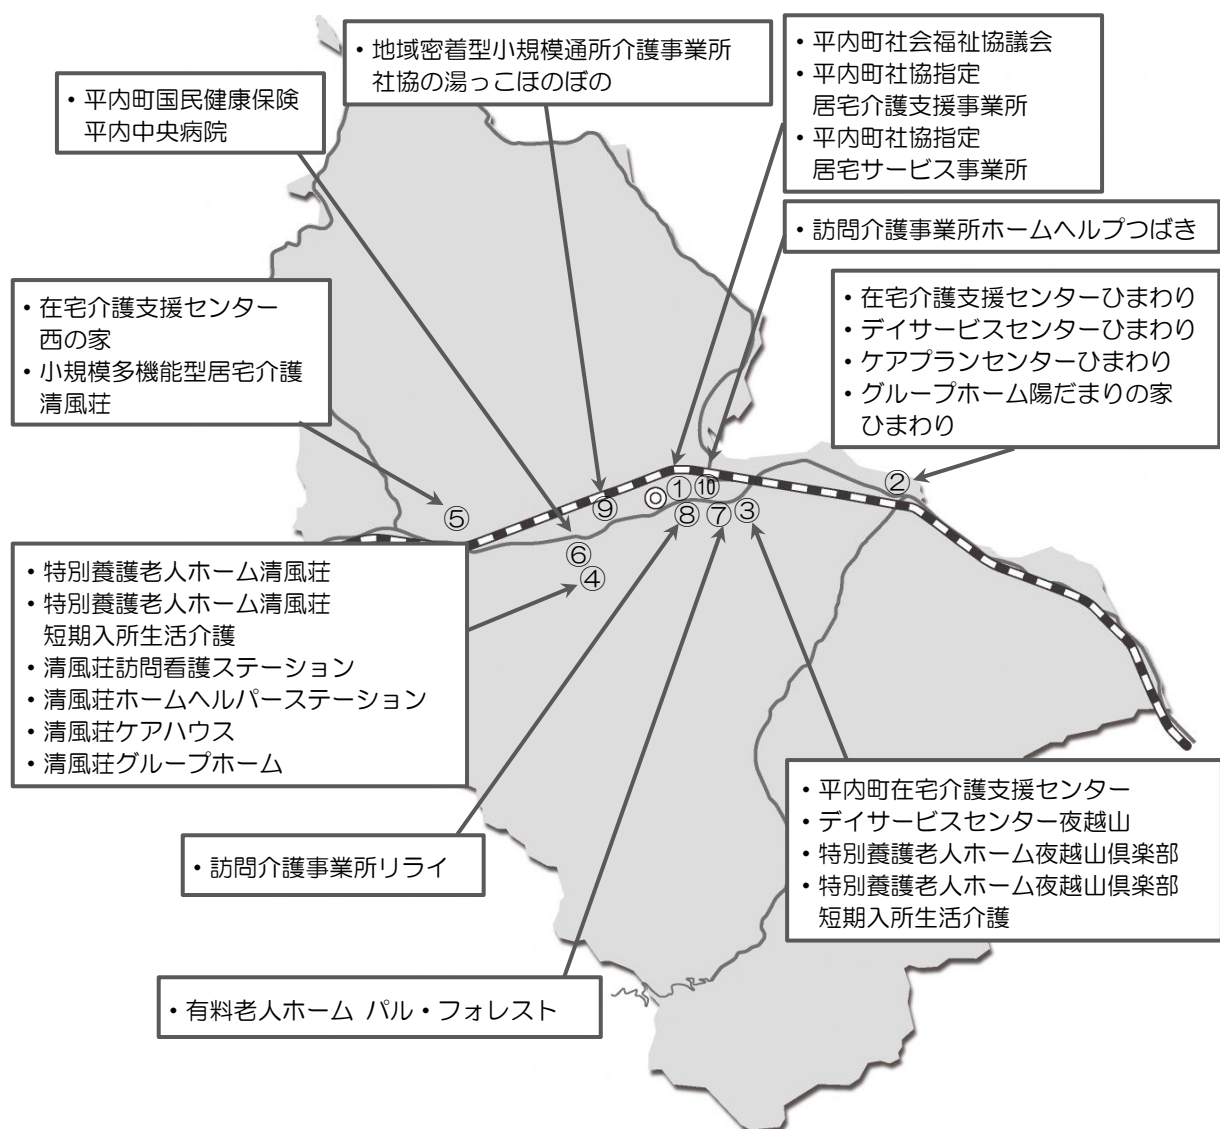 ・地域密着型小規模通所介護事業所
社協の湯っこほのぼの
・平内町社会福祉協議会
・平内町社協指定
居宅介護支援事業所
・平内町社協指定
居宅サービス事業所
・平内町国民健康保険
平内中央病院
・訪問介護事業所ホームヘルプつばき
・在宅介護支援センター
西の家
・小規模多機能型居宅介護
清風荘
・在宅介護支援センターひまわり
・デイサービスセンターひまわり
・ケアプランセンターひまわり
・グループホーム陽だまりの家
ひまわり
⑤
⑨
◎
①
⑩
②
⑧
⑦
③
⑥
④
・特別養護老人ホーム清風荘
・特別養護老人ホーム清風荘
短期入所生活介護
・清風荘訪問看護ステーション
・清風荘ホームヘルパーステーション
・清風荘ケアハウス
・清風荘グループホーム
・平内町在宅介護支援センター
・デイサービスセンター夜越山
・特別養護老人ホーム夜越山倶楽部
・特別養護老人ホーム夜越山倶楽部
短期入所生活介護
・訪問介護事業所リライ
・有料老人ホーム パル・フォレスト